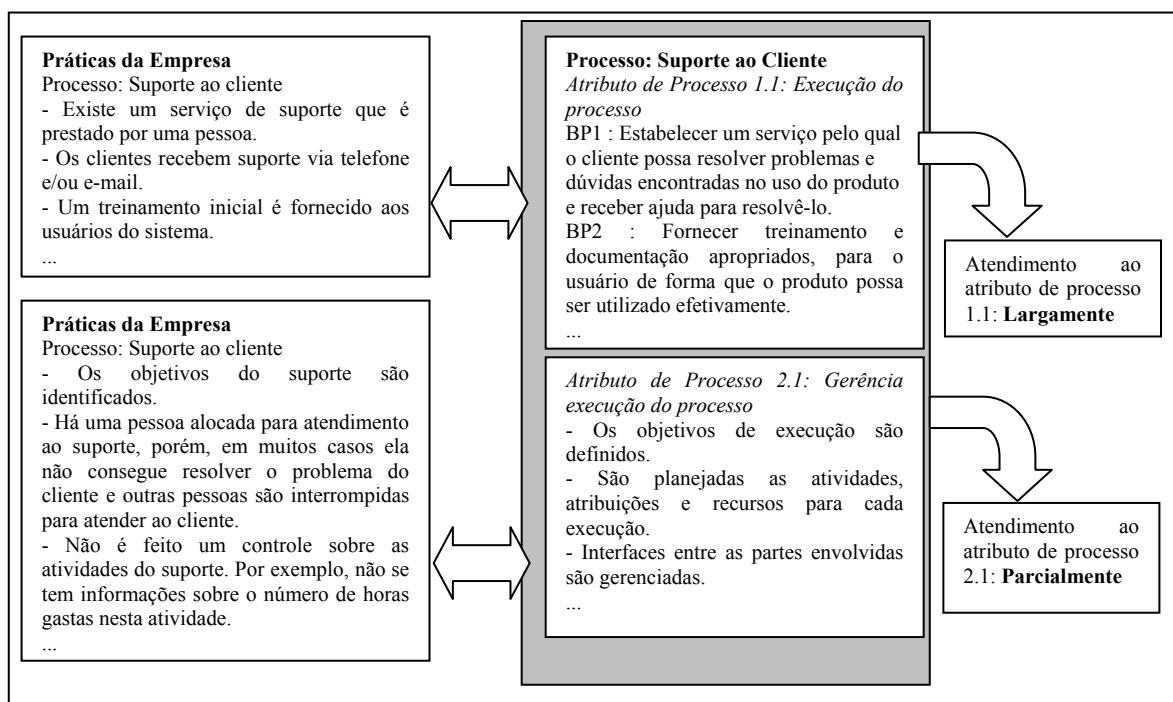 Práticas da Empresa
Processo: Suporte ao cliente
- Existe um serviço de suporte que é
prestado por uma pessoa.
- Os clientes recebem suporte via telefone
e/ou e-mail.
- Um treinamento inicial é fornecido aos
usuários do sistema.
...
Processo: Suporte ao Cliente
Atributo de Processo 1.1: Execução do
processo
BP1 : Estabelecer um serviço pelo qual
o cliente possa resolver problemas e
dúvidas encontradas no uso do produto
e receber ajuda para resolvê-lo.
BP2 : Fornecer treinamento e
documentação apropriados, para o
usuário de forma que o produto possa
ser utilizado efetivamente.
...
Atendimento ao
atributo de processo
1.1: Largamente
Práticas da Empresa
Processo: Suporte ao cliente
- Os objetivos do suporte são
identificados.
- Há uma pessoa alocada para atendimento
ao suporte, porém, em muitos casos ela
não consegue resolver o problema do
cliente e outras pessoas são interrompidas
para atender ao cliente.
- Não é feito um controle sobre as
atividades do suporte. Por exemplo, não se
tem informações sobre o número de horas
gastas nesta atividade.
...
Atributo de Processo 2.1: Gerência
execução do processo
- Os objetivos de execução são
definidos.
- São planejadas as atividades,
atribuições e recursos para cada
execução.
- Interfaces entre as partes envolvidas
são gerenciadas.
...
Atendimento ao
atributo de processo
2.1: Parcialmente